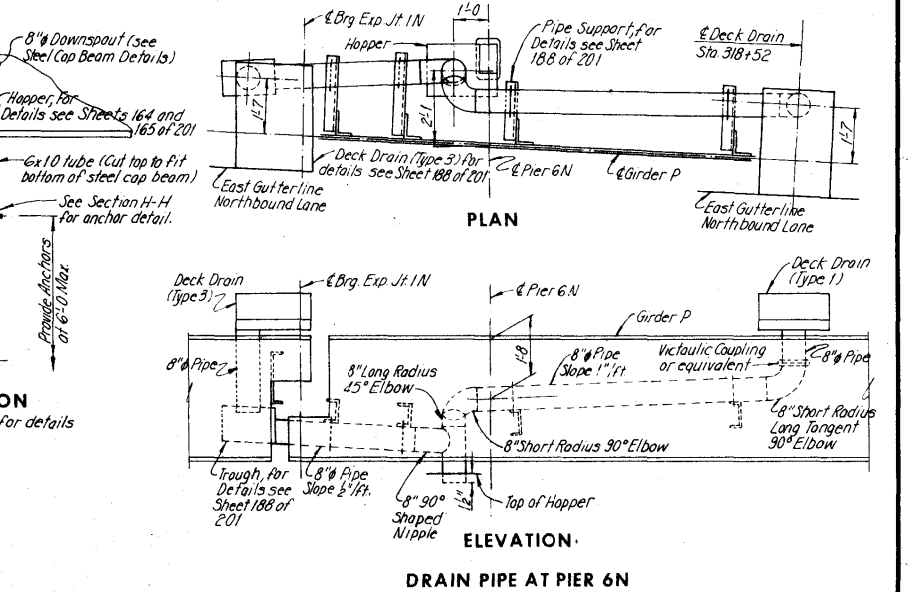 8"ø Downspout (see
Steel Cap Beam Details)
Hopper, For
Details see Sheets 164 and
165 of 201
6x10 tube (Cut top to fit
bottom of steel cap beam)
See Section H-H
for anchor detail.
Provide Anchors
at 6'-0 Max.
ON
for details
℄ Brg. Exp. Jt. 1N
1'-0
Hopper
Pipe Support, for
Details see Sheet
188 of 201
℄ Deck Drain
Sta. 318+52
1'-7
2'-1
1'-7
Deck Drain (Type 3) for
details see Sheet 188 of 201
℄ Pier 6N
℄ Girder P
East Gutterline
Northbound Lane
East Gutterline
Northbound Lane
PLAN
Deck Drain
(Type 3)
℄ Brg. Exp. Jt. 1N
℄ Pier 6N
Deck Drain
(Type 1)
Girder P
1'-8
8"ø Pipe
8"ø Pipe
Slope 1"/ft
Victaulic Coupling
or equivalent
8"ø Pipe
8"Long Radius
45° Elbow
8"Short Radius 90° Elbow
8"Short Radius
Long Tangent
90° Elbow
Trough, for
Details see
Sheet 188 of
201
8"ø Pipe
Slope ½"/ft.
8" 90°
Shaped
Nipple
1½"
Top of Hopper
ELEVATION
DRAIN PIPE AT PIER 6N